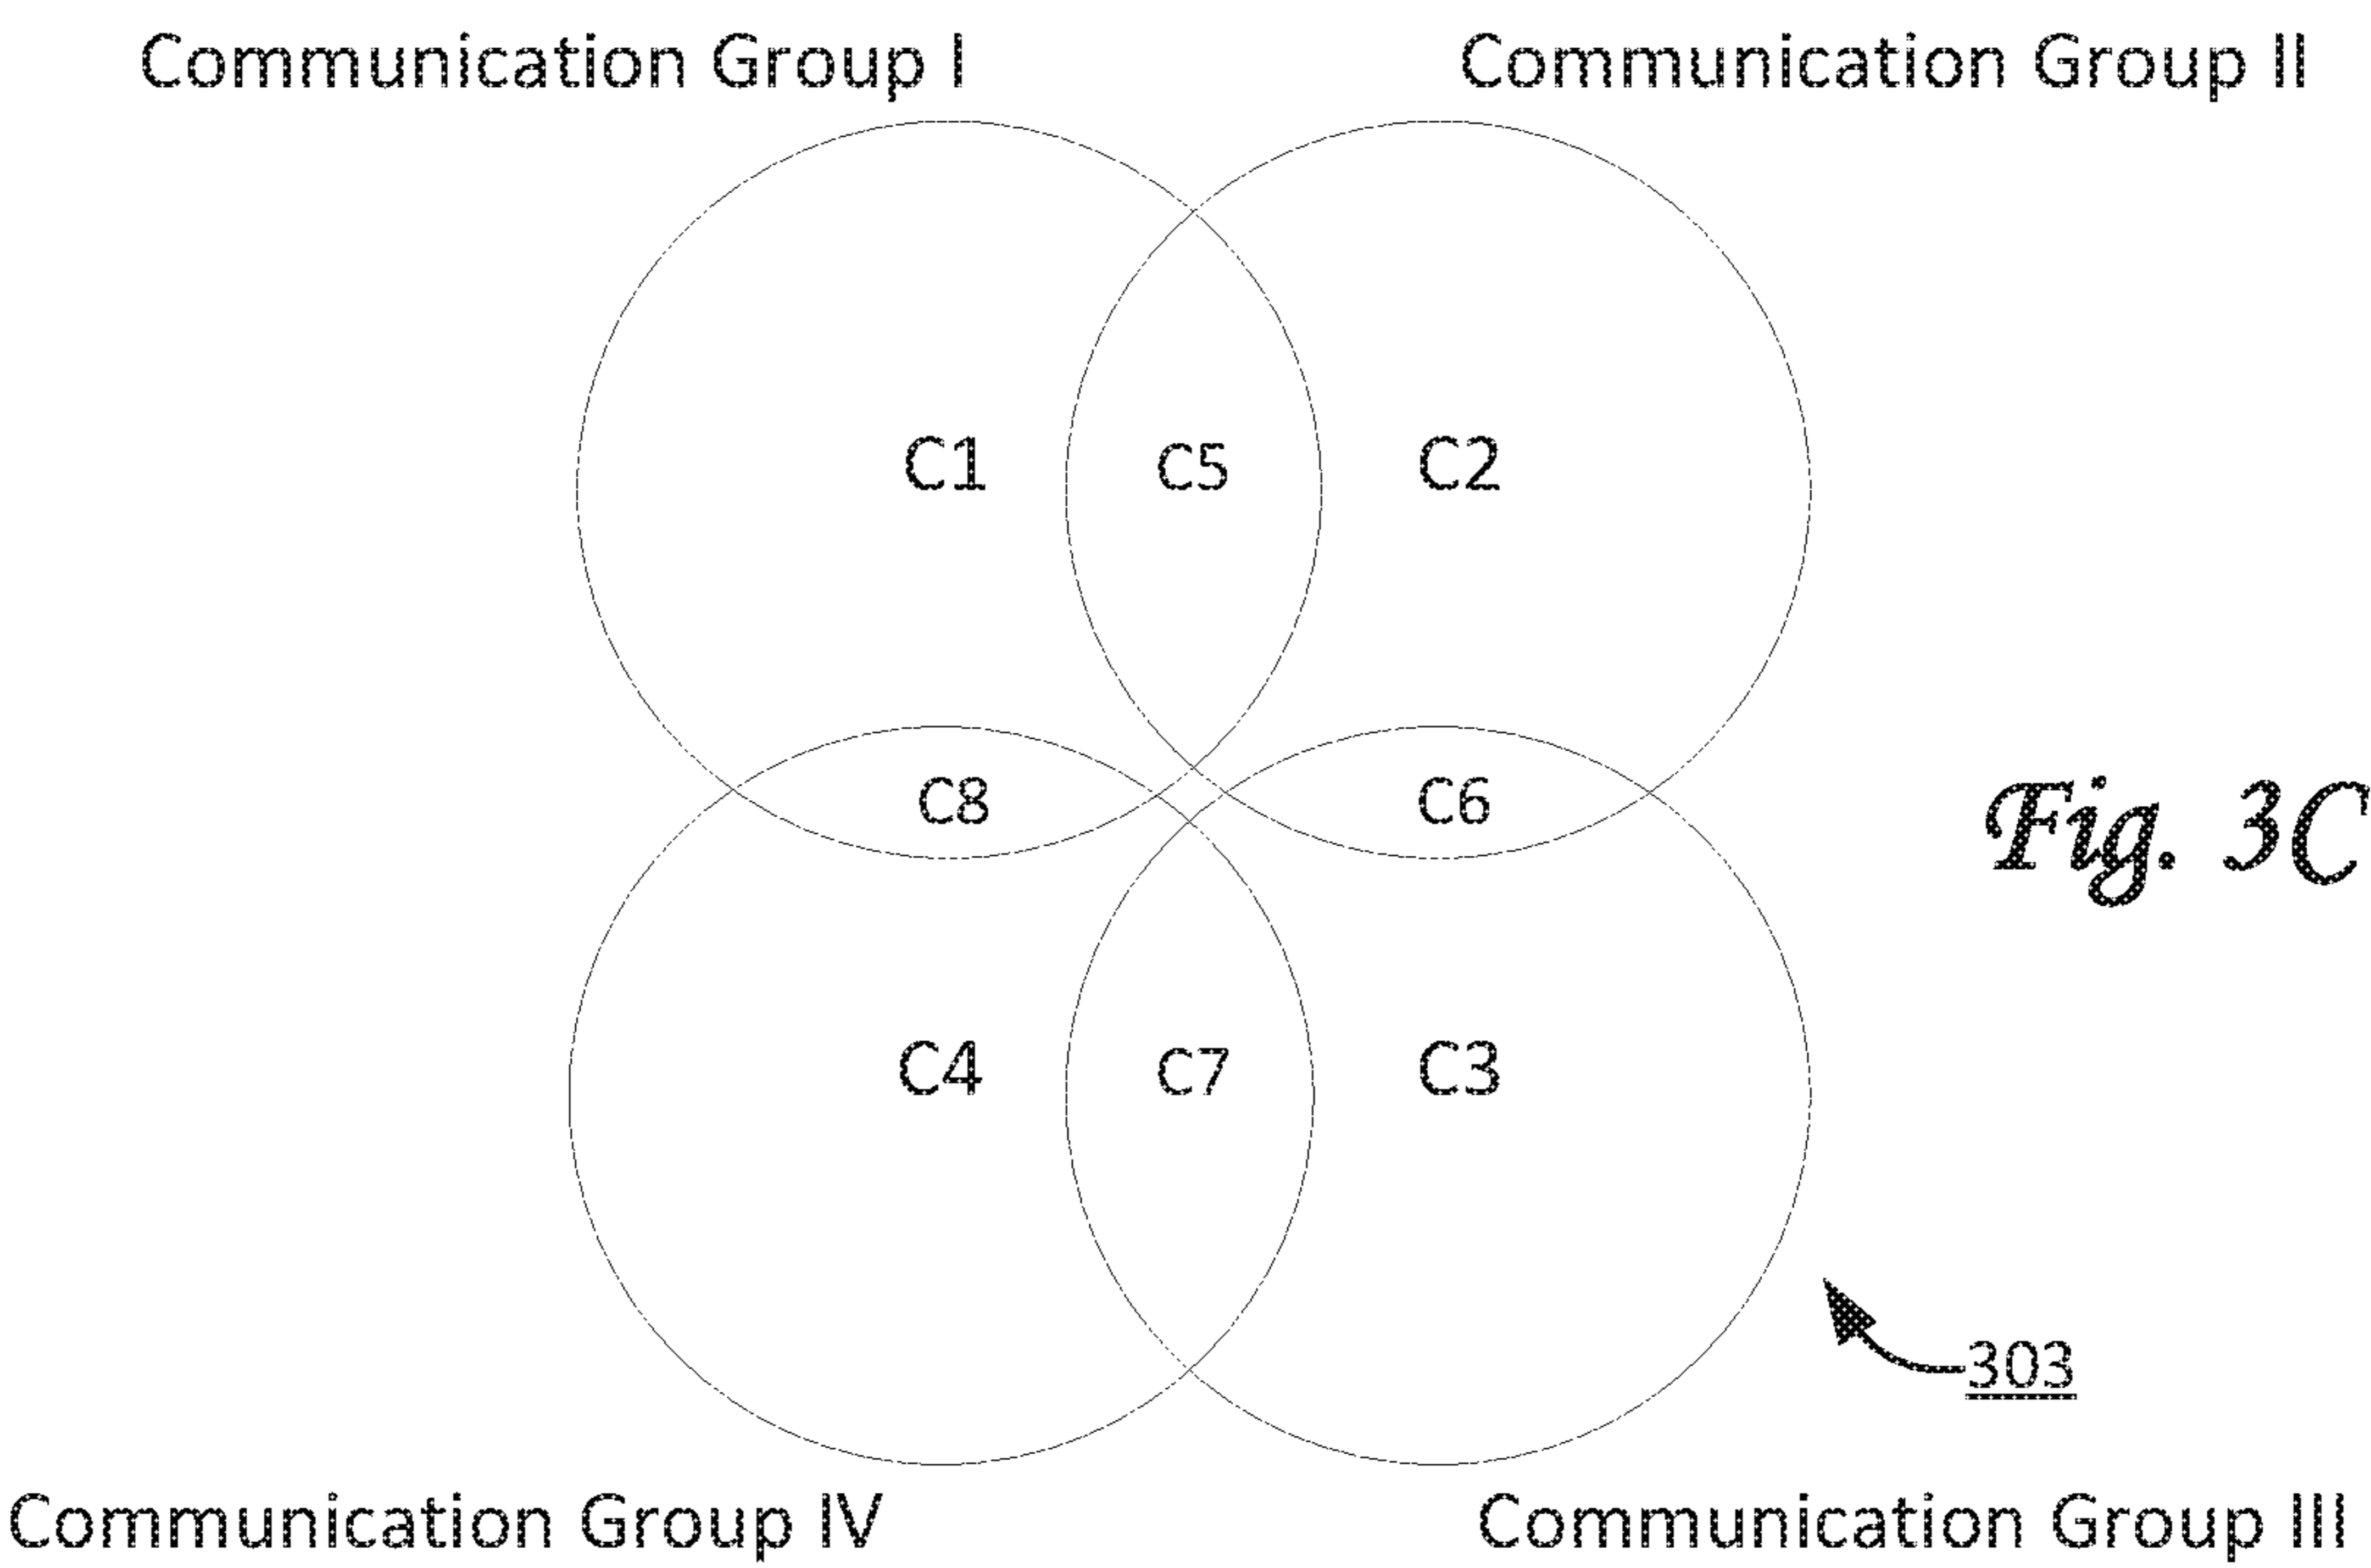 Communication Group I
Communication Group II
C1
C5
C2
C8
C6
Fig. 3C
C4
C7
C3
303
Communication Group IV
Communication Group III